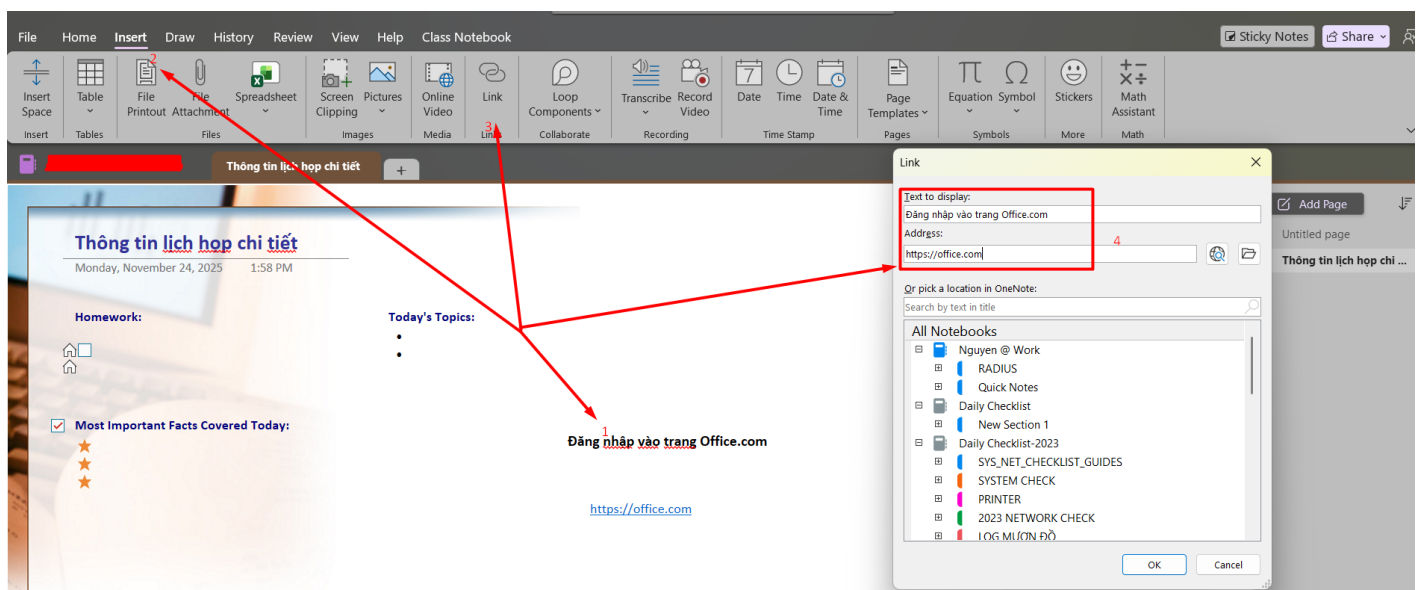 File Home Insert Draw History Review View Help Class Notebook
Sticky Notes Share
2
Insert Space
Table
File Printout
File Attachment
Spreadsheet
Screen Clipping
Pictures
Online Video
Link
Loop Components
Transcribe
Record Video
Date
Time
Date & Time
Page Templates
Equation
Symbol
Stickers
Math Assistant
Insert Tables Files Images Media Link Collaborate Recording Time Stamp Pages Symbols More Math
3
Thông tin lịch họp chi tiết
+
Thông tin lịch họp chi tiết
Monday, November 24, 2025 1:58 PM
Homework:
Today's Topics:
•
•
Most Important Facts Covered Today:
1
Đăng nhập vào trang Office.com
https://office.com
Link
Text to display:
Đăng nhập vào trang Office.com
Address:
4
https://office.com
Or pick a location in OneNote:
Search by text in title
All Notebooks
Nguyen @ Work
RADIUS
Quick Notes
Daily Checklist
New Section 1
Daily Checklist-2023
SYS_NET_CHECKLIST_GUIDES
SYSTEM CHECK
PRINTER
2023 NETWORK CHECK
LOG MƯỢN ĐỒ
OK Cancel
Add Page
Untitled page
Thông tin lịch họp chi ...